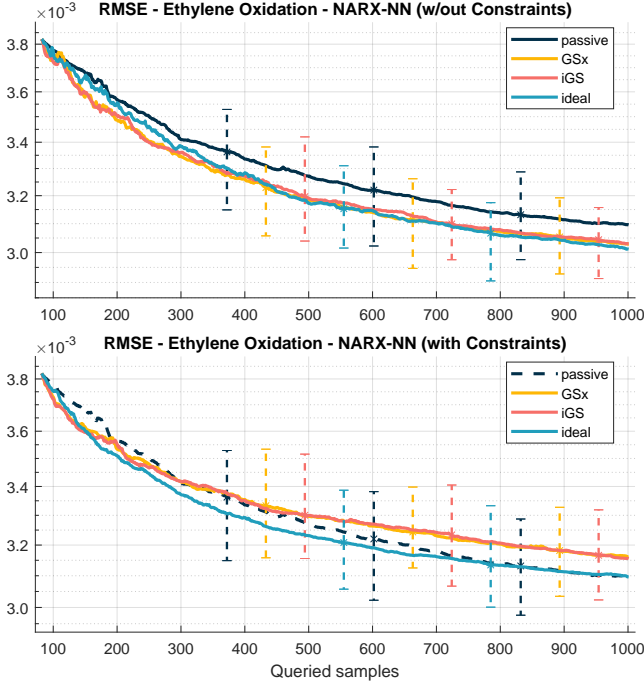 RMSE - Ethylene Oxidation - NARX-NN (w/out Constraints)
×10⁻³
3.8
3.6
3.4
3.2
3.0
passive
GSx
iGS
ideal
100 200 300 400 500 600 700 800 900 1000
RMSE - Ethylene Oxidation - NARX-NN (with Constraints)
×10⁻³
3.8
3.6
3.4
3.2
3.0
passive
GSx
iGS
ideal
100 200 300 400 500 600 700 800 900 1000
Queried samples